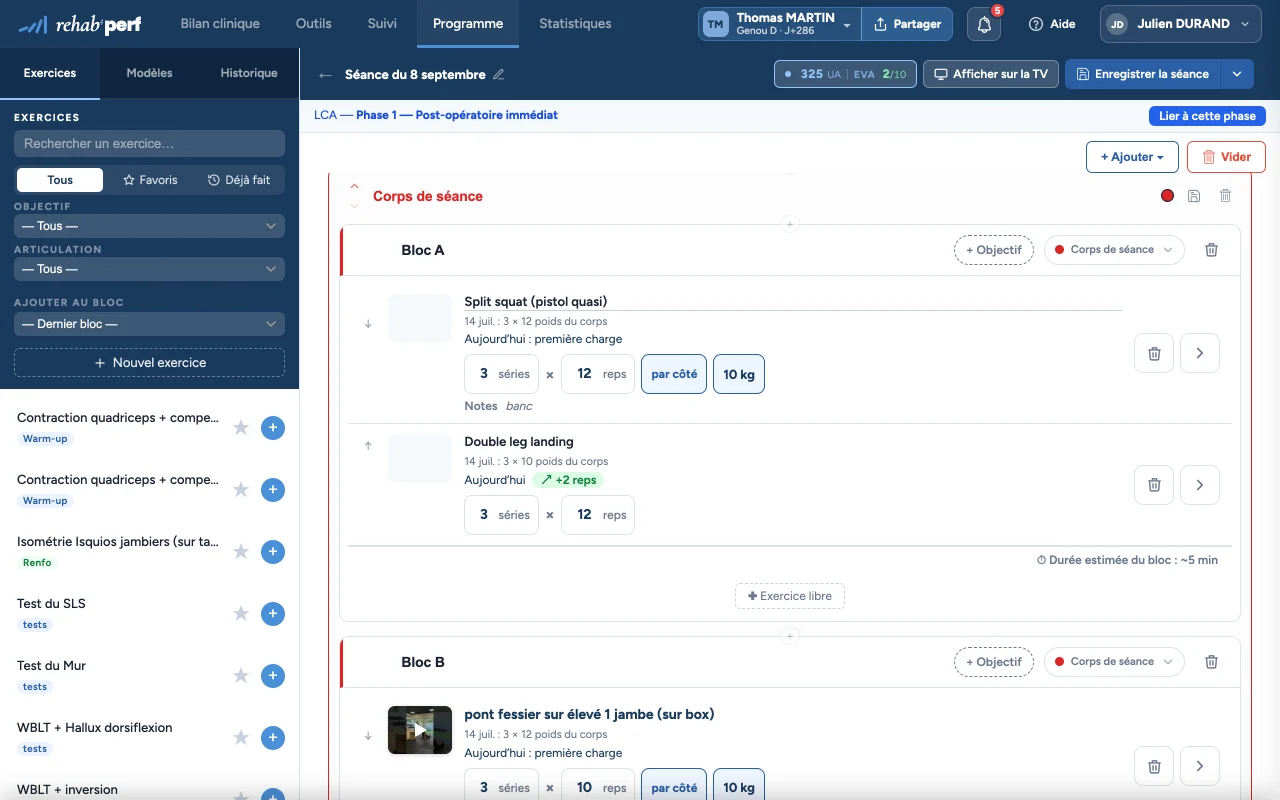 rehab'perf
Bilan clinique
Outils
Suivi
Programme
Statistiques
TM
Thomas MARTIN
Genou D · J+286
Partager
5
Aide
JD
Julien DURAND
Exercices
Modèles
Historique
← Séance du 8 septembre
325 UA | EVA 2/10
Afficher sur la TV
Enregistrer la séance
LCA — Phase 1 — Post-opératoire immédiat
Lier à cette phase
EXERCICES
Rechercher un exercice…
Tous
Favoris
Déjà fait
OBJECTIF
— Tous —
ARTICULATION
— Tous —
AJOUTER AU BLOC
— Dernier bloc —
+ Nouvel exercice
Contraction quadriceps + compe...
Warm-up
Contraction quadriceps + compe...
Warm-up
Isométrie Isquios jambiers (sur ta...
Renfo
Test du SLS
tests
Test du Mur
tests
WBLT + Hallux dorsiflexion
tests
WBLT + inversion
+ Ajouter
Vider
Corps de séance
+
Bloc A
+ Objectif
Corps de séance
↓
Split squat (pistol quasi)
14 juil. : 3 × 12 poids du corps
Aujourd’hui : première charge
3 séries × 12 reps par côté 10 kg
Notes banc
↑
Double leg landing
14 juil. : 3 × 10 poids du corps
Aujourd’hui ↗ +2 reps
3 séries × 12 reps
⏱ Durée estimée du bloc : ~5 min
+ Exercice libre
+
Bloc B
+ Objectif
Corps de séance
↓
pont fessier sur élevé 1 jambe (sur box)
14 juil. : 3 × 12 poids du corps
Aujourd’hui : première charge
3 séries × 10 reps par côté 10 kg